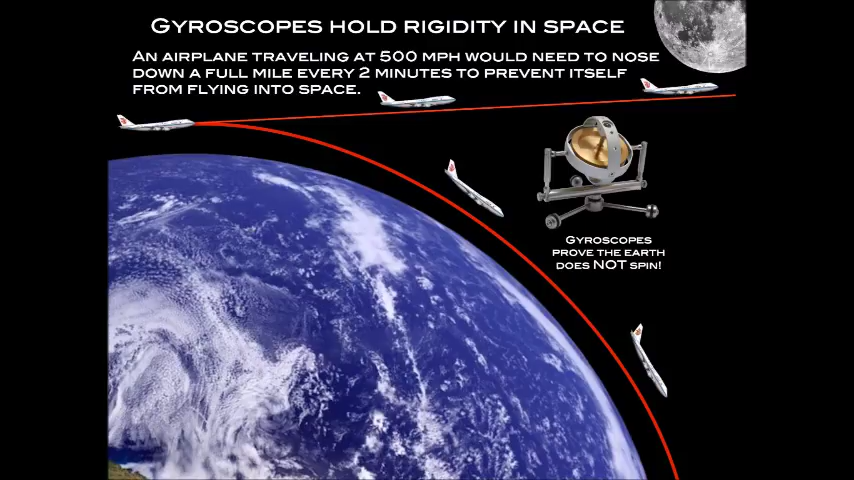 Gyroscopes hold rigidity in space
An airplane traveling at 500 mph would need to nose
down a full mile every 2 minutes to prevent itself
from flying into space.
Gyroscopes
prove the earth
does NOT spin!